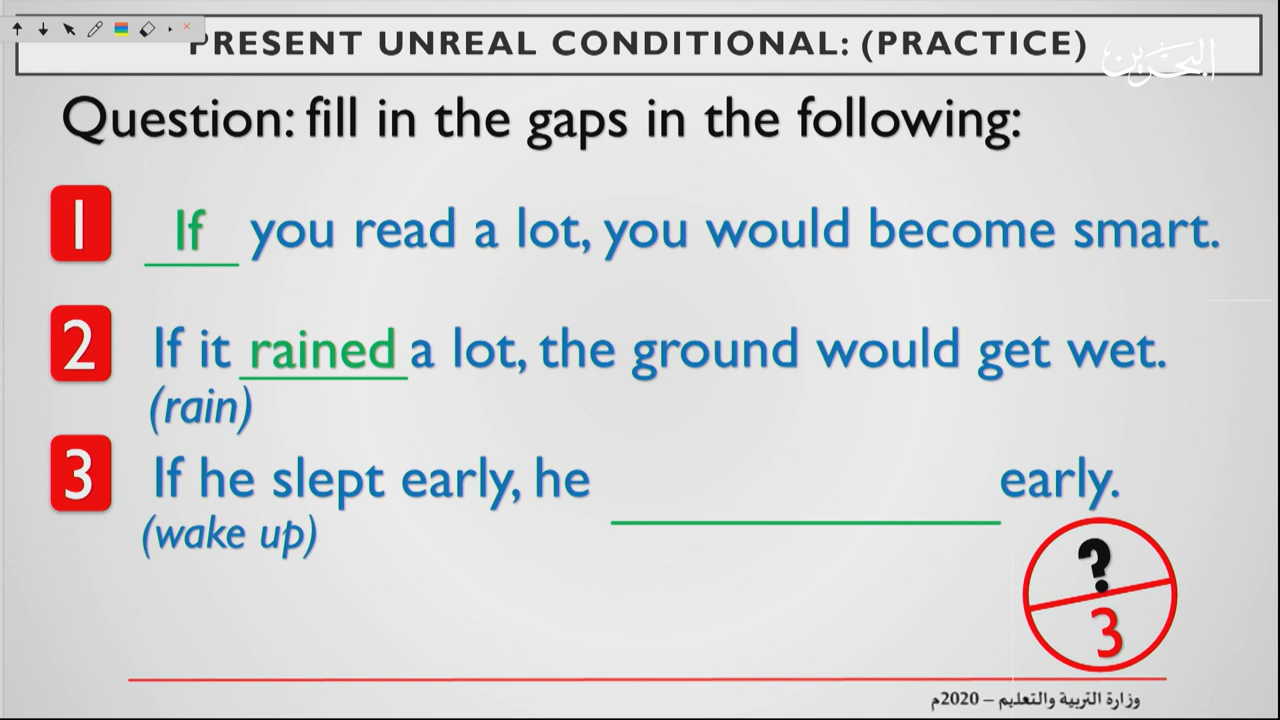 PRESENT UNREAL CONDITIONAL: (PRACTICE)
البحرين
Question: fill in the gaps in the following:
1 If you read a lot, you would become smart.
2 If it rained a lot, the ground would get wet.
(rain)
3 If he slept early, he early.
(wake up)
?
3
وزارة التربية والتعليم – 2020م